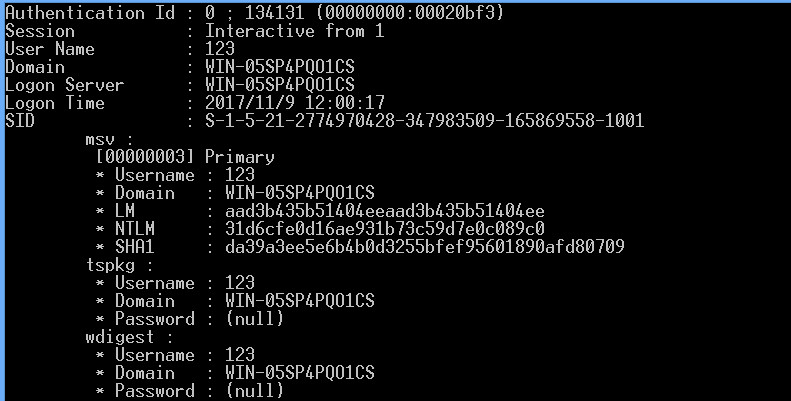 Authentication Id : 0 ; 134131 (00000000:00020bf3)
Session           : Interactive from 1
User Name         : 123
Domain            : WIN-05SP4PQO1CS
Logon Server      : WIN-05SP4PQO1CS
Logon Time        : 2017/11/9 12:00:17
SID               : S-1-5-21-2774970428-347983509-165869558-1001
        msv :
         [00000003] Primary
         * Username : 123
         * Domain   : WIN-05SP4PQO1CS
         * LM       : aad3b435b51404eeaad3b435b51404ee
         * NTLM     : 31d6cfe0d16ae931b73c59d7e0c089c0
         * SHA1     : da39a3ee5e6b4b0d3255bfef95601890afd80709
        tspkg :
         * Username : 123
         * Domain   : WIN-05SP4PQO1CS
         * Password : (null)
        wdigest :
         * Username : 123
         * Domain   : WIN-05SP4PQO1CS
         * Password : (null)